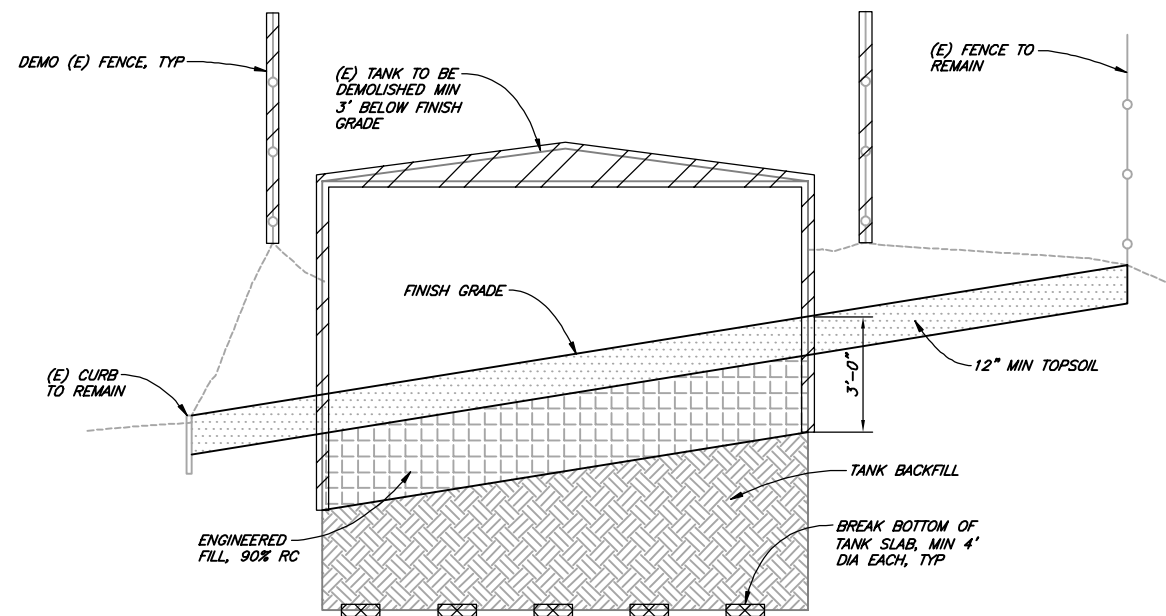 DEMO (E) FENCE, TYP
(E) TANK TO BE
DEMOLISHED MIN
3' BELOW FINISH
GRADE
(E) FENCE TO
REMAIN
FINISH GRADE
(E) CURB
TO REMAIN
3'-0"
12" MIN TOPSOIL
TANK BACKFILL
ENGINEERED
FILL, 90% RC
BREAK BOTTOM OF
TANK SLAB, MIN 4'
DIA EACH, TYP